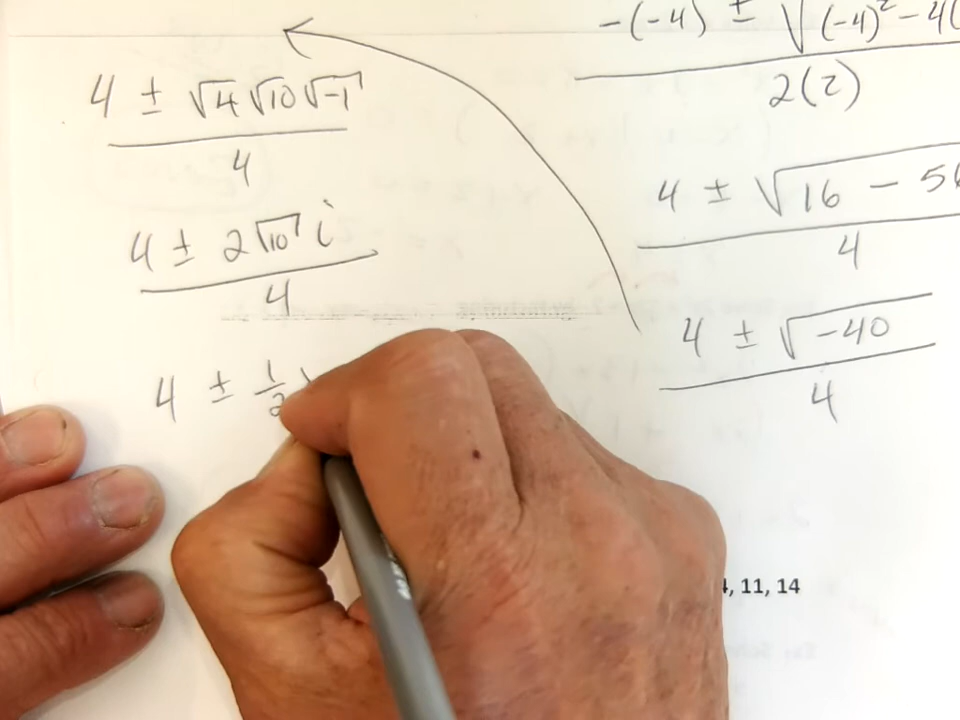 -(-4) ± √(-4)² - 4(
2(2)
4 ± √16 - 56
4
4 ± √-40
4
4 ± √4 √10 √-1
4
4 ± 2√10 i
4
4 ± 1/2
4, 11, 14